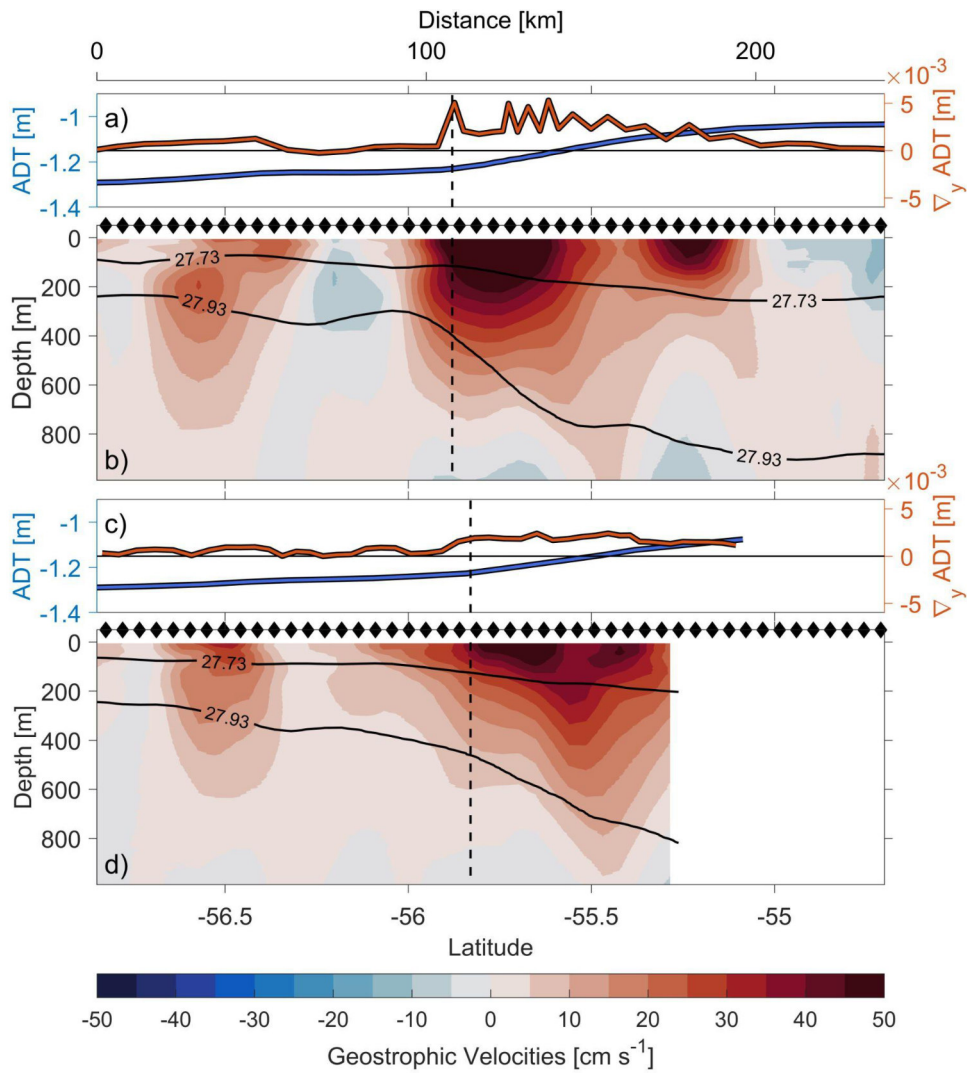 Distance [km]
0 100 200
×10⁻³
a)
ADT [m]
-1
-1.2
-1.4
5
0
-5
∇y ADT [m]
Depth [m]
0
200
400
600
800
27.73
27.93
27.73
27.93
b)
×10⁻³
c)
ADT [m]
-1
-1.2
-1.4
5
0
-5
∇y ADT [m]
Depth [m]
0
200
400
600
800
27.73
27.93
d)
-56.5 -56 -55.5 -55
Latitude
-50 -40 -30 -20 -10 0 10 20 30 40 50
Geostrophic Velocities [cm s⁻¹]